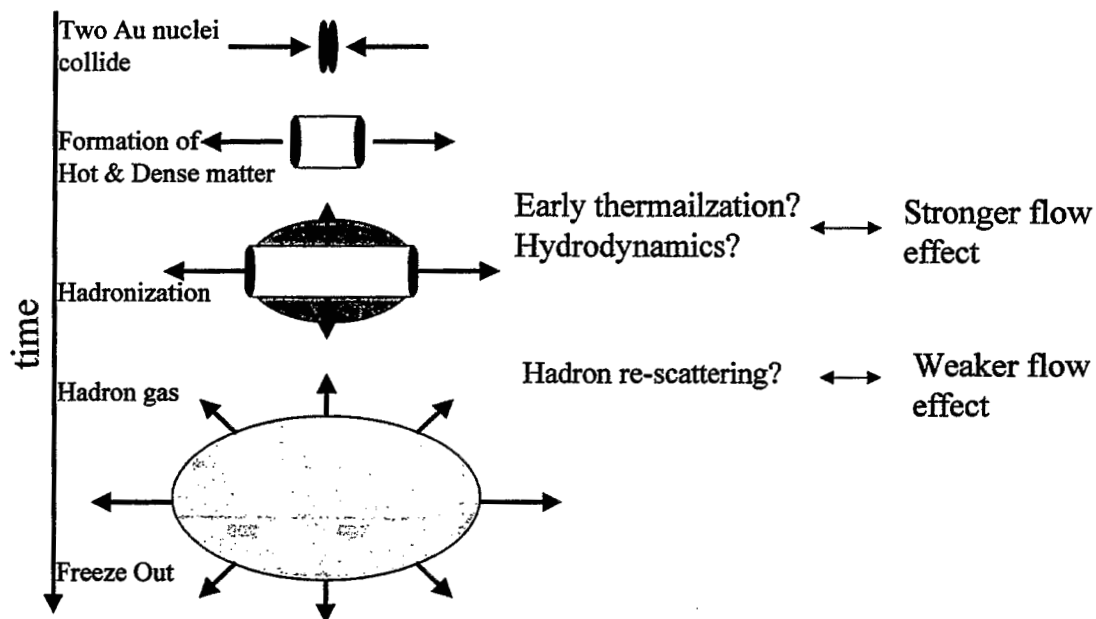 Two Au nuclei
collide
Formation of
Hot & Dense matter
Early thermailzation?
Hydrodynamics?
Stronger flow
effect
Hadronization
time
Hadron gas
Hadron re-scattering?
Weaker flow
effect
Freeze Out